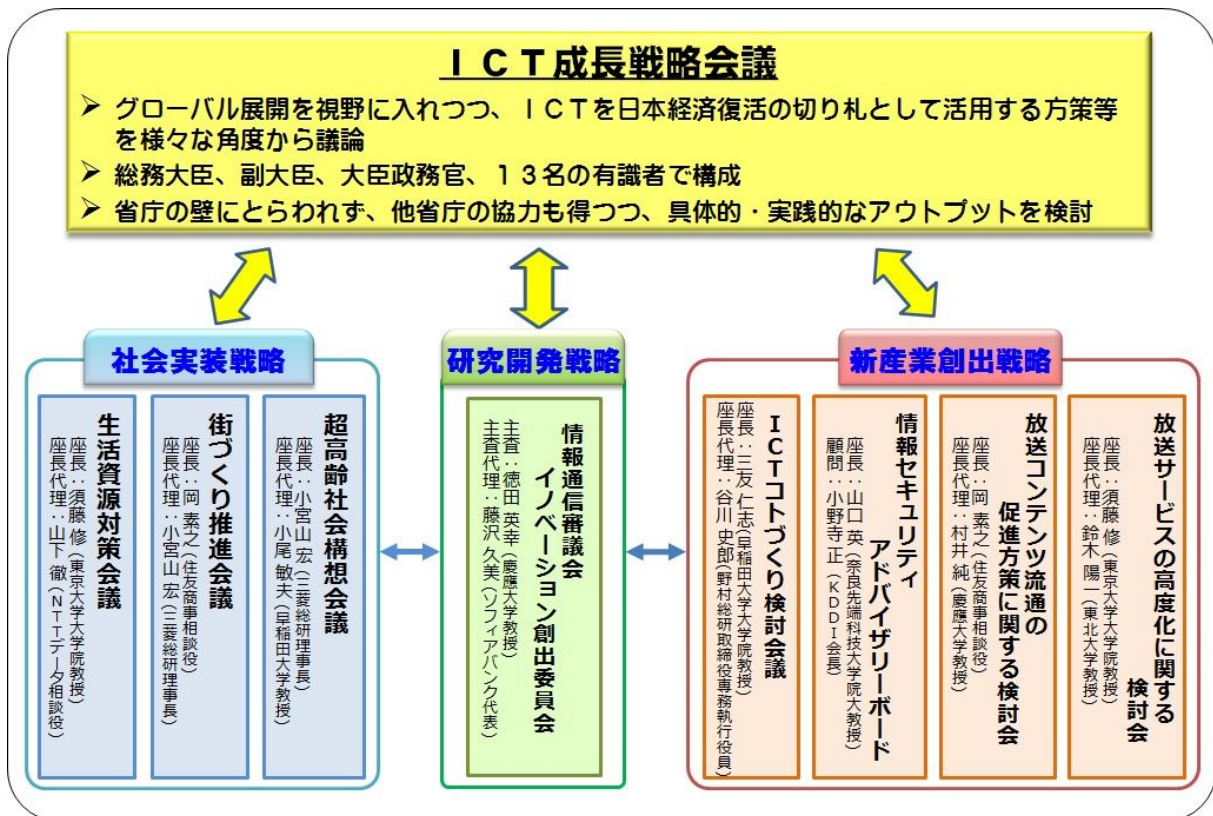 ＩＣＴ成長戦略会議
➢ グローバル展開を視野に入れつつ、ＩＣＴを日本経済復活の切り札として活用する方策等
を様々な角度から議論
➢ 総務大臣、副大臣、大臣政務官、１３名の有識者で構成
➢ 省庁の壁にとらわれず、他省庁の協力も得つつ、具体的・実践的なアウトプットを検討
社会実装戦略
超高齢社会構想会議
座長：小宮山 宏（三菱総研理事長）
座長代理：小尾 敏夫（早稲田大学教授）
街づくり推進会議
座長：岡 素之（住友商事相談役）
座長代理：小宮山 宏（三菱総研理事長）
生活資源対策会議
座長：須藤 修（東京大学大学院教授）
座長代理：山下 徹（ＮＴＴデータ相談役）
研究開発戦略
情報通信審議会
イノベーション創出委員会
主査：徳田 英幸（慶應大学教授）
主査代理：藤沢 久美（ソフィアバンク代表）
新産業創出戦略
放送サービスの高度化に関する
検討会
座長：須藤 修（東京大学大学院教授）
座長代理：鈴木 陽一（東北大学教授）
放送コンテンツ流通の
促進方策に関する検討会
座長：岡 素之（住友商事相談役）
座長代理：村井 純（慶應大学教授）
情報セキュリティ
アドバイザリーボード
座長：山口 英（奈良先端科技大学院大教授）
顧問：小野寺 正（ＫＤＤＩ会長）
ＩＣＴコトづくり検討会議
座長：三友 仁志（早稲田大学大学院教授）
座長代理：谷川 史郎（野村総研取締役専務執行役員）